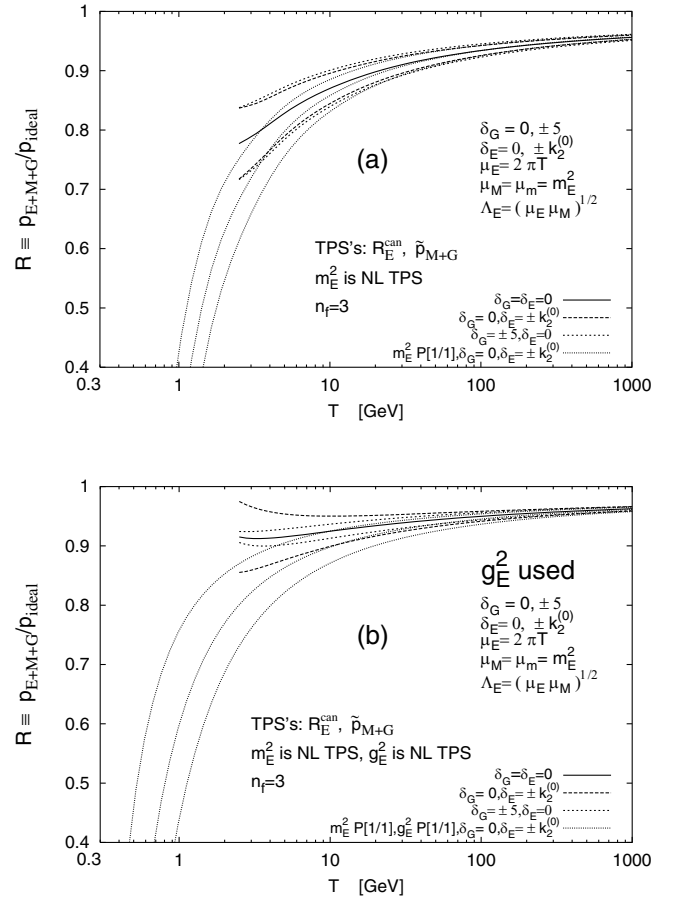 1
0.9
0.8
0.7
0.6
0.5
0.4
0.3
1
10
100
1000
T [GeV]
R ≡ p_{E+M+G}/p_{ideal}
(a)
δ_G = 0, ± 5
δ_E = 0, ± k_2^{(0)}
μ_E = 2 π T
μ_M = μ_m = m_E^2
Λ_E = ( μ_E μ_M )^{1/2}
TPS's: R_E^{can}, p̃_{M+G}
m_E^2 is NL TPS
n_f=3
δ_G=δ_E=0
δ_G= 0,δ_E= ± k_2^{(0)}
δ_G= ± 5,δ_E=0
m_E^2 P[1/1],δ_G= 0,δ_E= ± k_2^{(0)}
1
0.9
0.8
0.7
0.6
0.5
0.4
0.3
1
10
100
1000
T [GeV]
R ≡ p_{E+M+G}/p_{ideal}
(b)
g_E^2 used
δ_G = 0, ± 5
δ_E = 0, ± k_2^{(0)}
μ_E = 2 π T
μ_M = μ_m = m_E^2
Λ_E = ( μ_E μ_M )^{1/2}
TPS's: R_E^{can}, p̃_{M+G}
m_E^2 is NL TPS, g_E^2 is NL TPS
n_f=3
δ_G=δ_E=0
δ_G= 0,δ_E= ± k_2^{(0)}
δ_G= ± 5,δ_E=0
m_E^2 P[1/1],g_E^2 P[1/1],δ_G= 0,δ_E= ± k_2^{(0)}